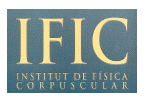 IFIC
INSTITUT DE FÍSICA
CORPUSCULAR